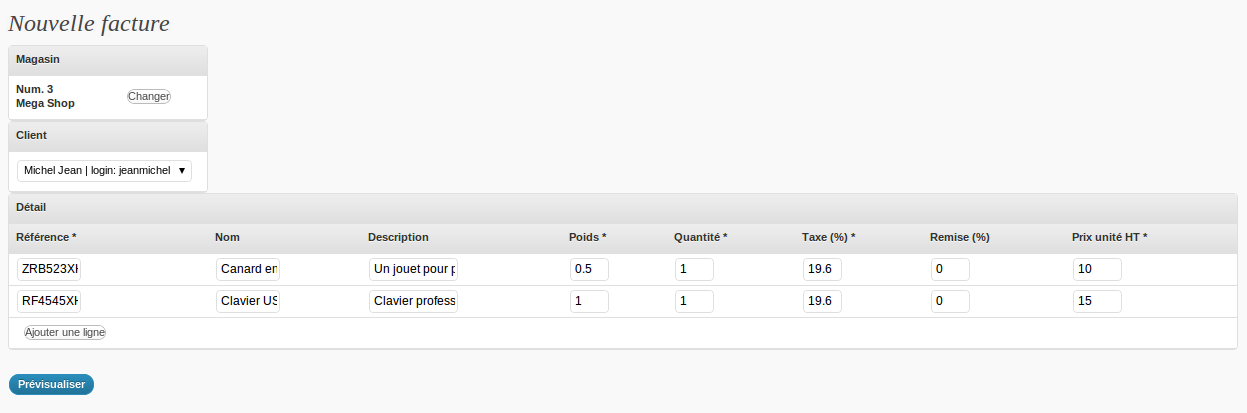 Nouvelle facture
Magasin
Num. 3
Mega Shop
Changer
Client
Michel Jean | login: jeanmichel
Détail
Référence * Nom Description Poids * Quantité * Taxe (%) * Remise (%) Prix unité HT *
ZRB523XH Canard en Un jouet pour p 0.5 1 19.6 0 10
RF4545XH Clavier US Clavier profess 1 1 19.6 0 15
Ajouter une ligne
Prévisualiser